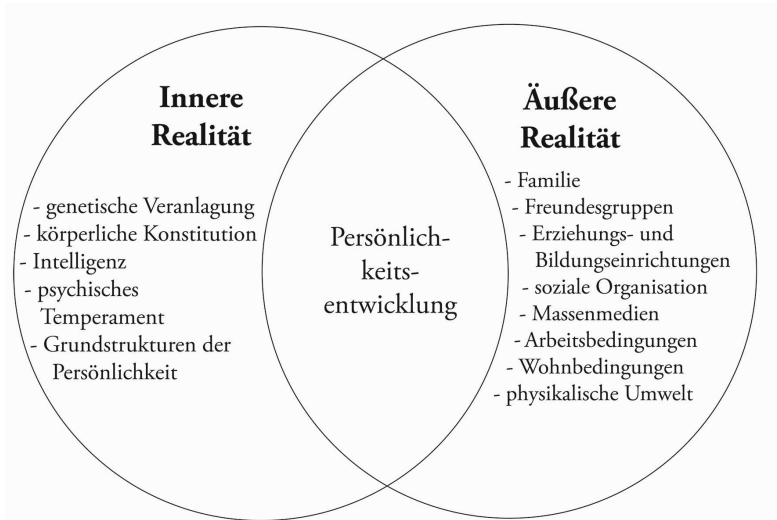 Innere
Realität
- genetische Veranlagung
- körperliche Konstitution
- Intelligenz
- psychisches
Temperament
- Grundstrukturen der
Persönlichkeit
Persönlich-
keits-
entwicklung
Äußere
Realität
- Familie
- Freundesgruppen
- Erziehungs- und
Bildungseinrichtungen
- soziale Organisation
- Massenmedien
- Arbeitsbedingungen
- Wohnbedingungen
- physikalische Umwelt